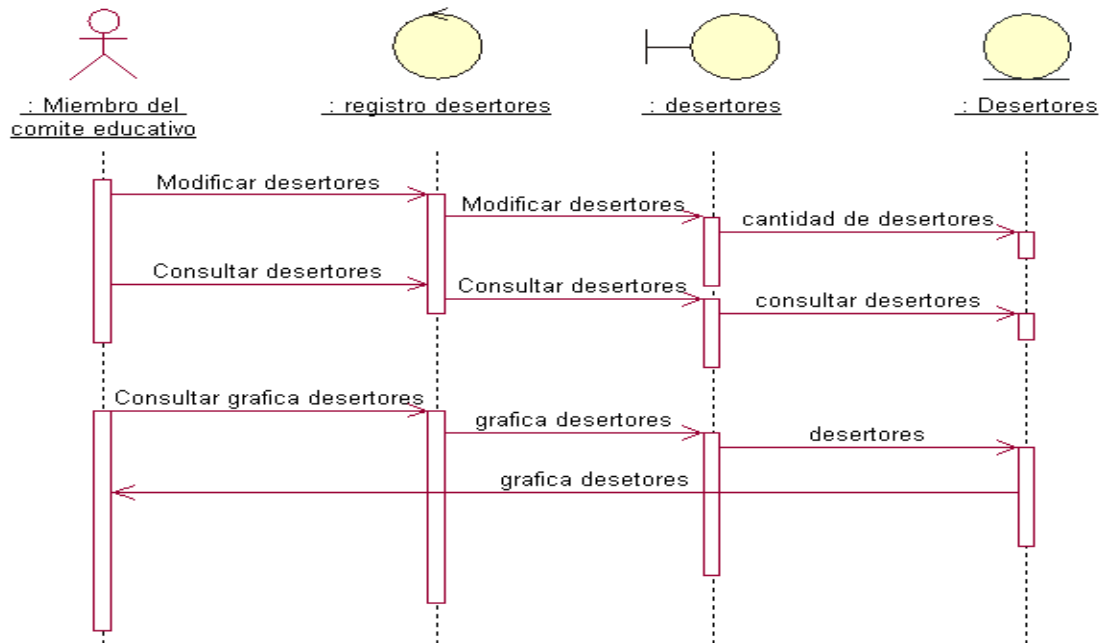 : Miembro del
comite educativo
: registro desertores
: desertores
: Desertores
Modificar desertores
Modificar desertores
cantidad de desertores
Consultar desertores
Consultar desertores
consultar desertores
Consultar grafica desertores
grafica desertores
desertores
grafica desetores